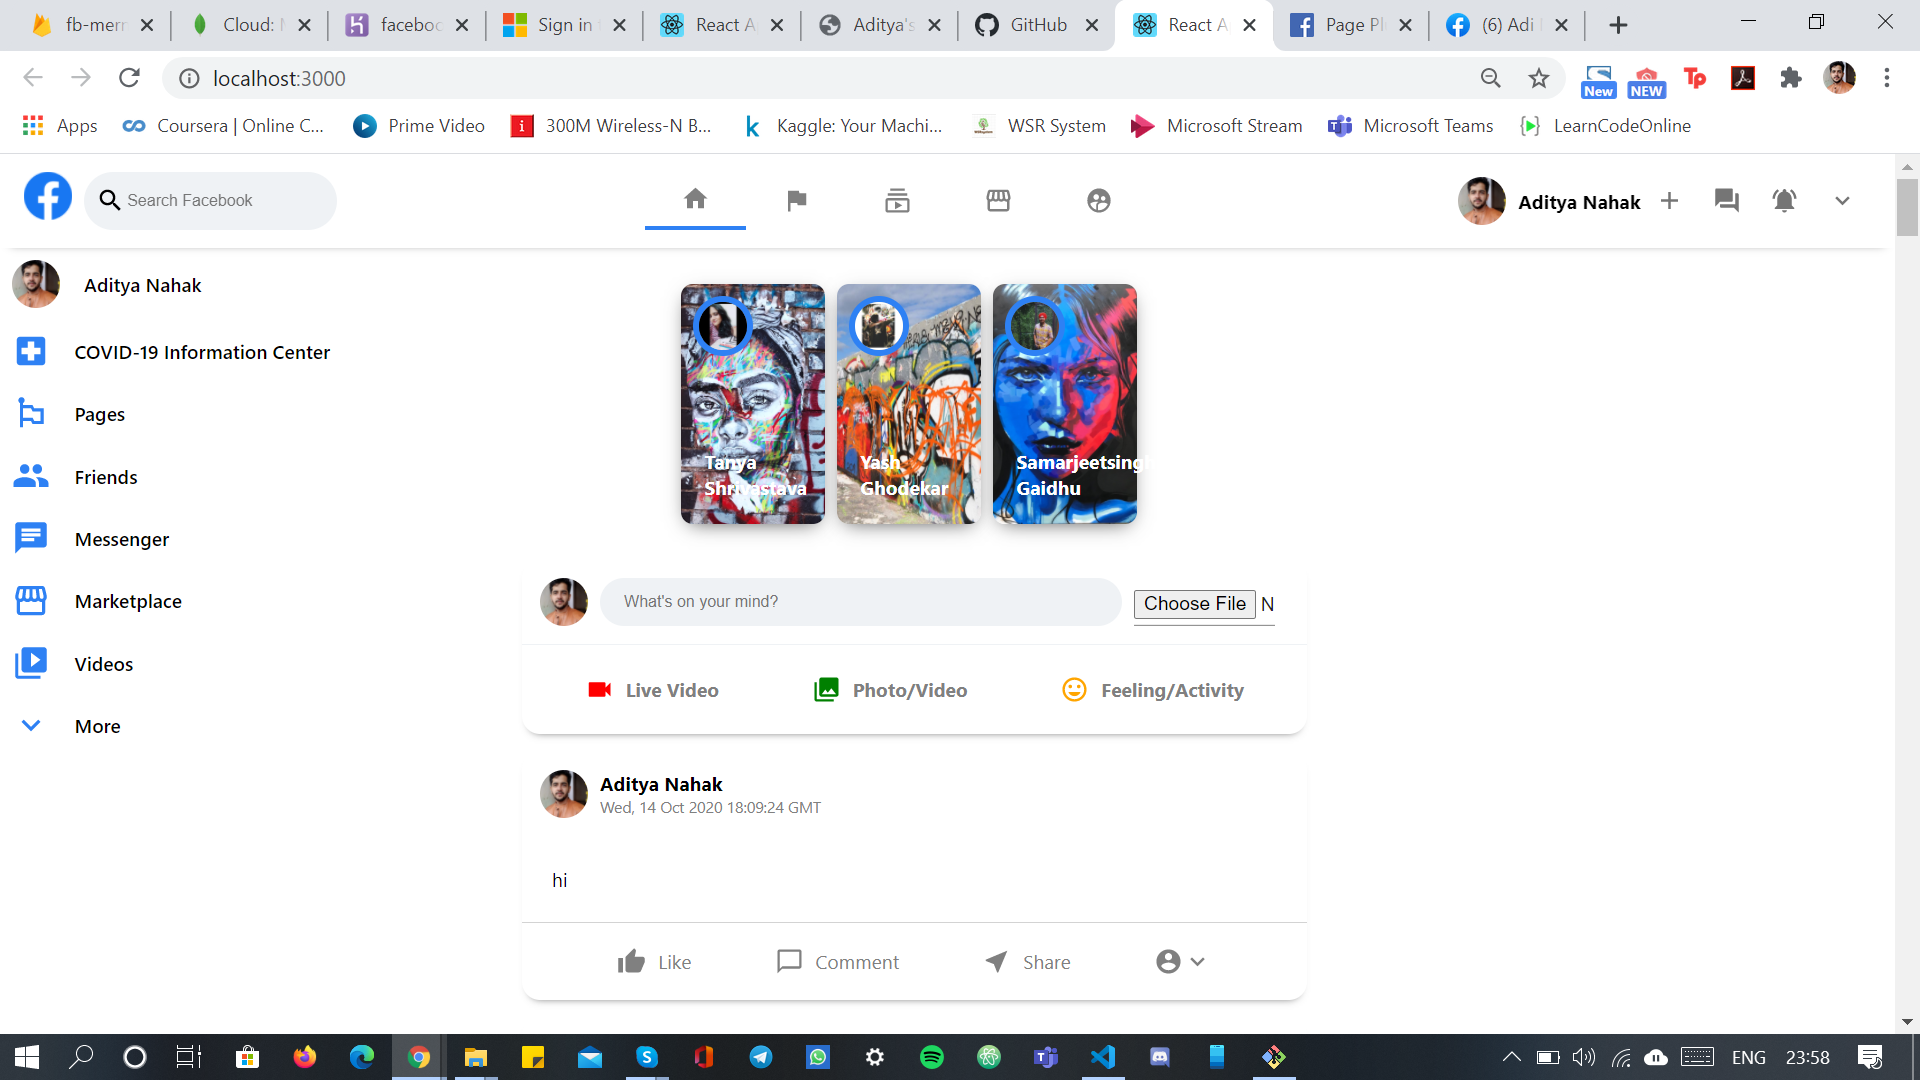 fb-mern
Cloud: M
faceboo
Sign in
React A
Aditya's
GitHub
React A
Page Pl
(6) Adi
localhost:3000
New
NEW
Tp
Apps
Coursera | Online C...
Prime Video
300M Wireless-N B...
Kaggle: Your Machi...
WSR System
Microsoft Stream
Microsoft Teams
LearnCodeOnline
Search Facebook
Aditya Nahak
Aditya Nahak
COVID-19 Information Center
Pages
Friends
Messenger
Marketplace
Videos
More
Tanya
Shrivastava
Yash
Ghodekar
Samarjeetsing
Gaidhu
What's on your mind?
Choose File N
Live Video
Photo/Video
Feeling/Activity
Aditya Nahak
Wed, 14 Oct 2020 18:09:24 GMT
hi
Like
Comment
Share
ENG
23:58